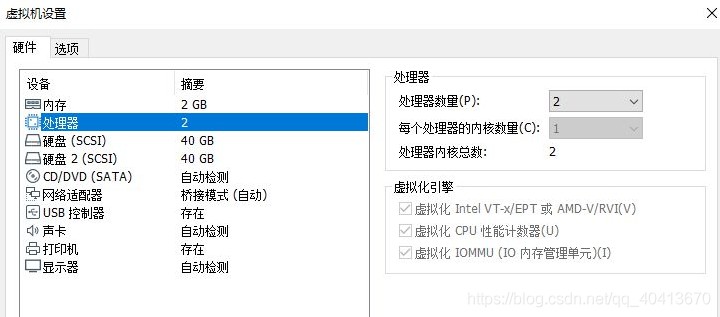 虚拟机设置
硬件 选项
设备 摘要
内存 2 GB
处理器 2
硬盘 (SCSI) 40 GB
硬盘 2 (SCSI) 40 GB
CD/DVD (SATA) 自动检测
网络适配器 桥接模式 (自动)
USB 控制器 存在
声卡 自动检测
打印机 存在
显示器 自动检测
处理器
处理器数量(P): 2
每个处理器的内核数量(C): 1
处理器内核总数: 2
虚拟化引擎
虚拟化 Intel VT-x/EPT 或 AMD-V/RVI(V)
虚拟化 CPU 性能计数器(U)
虚拟化 IOMMU (IO 内存管理单元)(I)
https://blog.csdn.net/qq_40413670